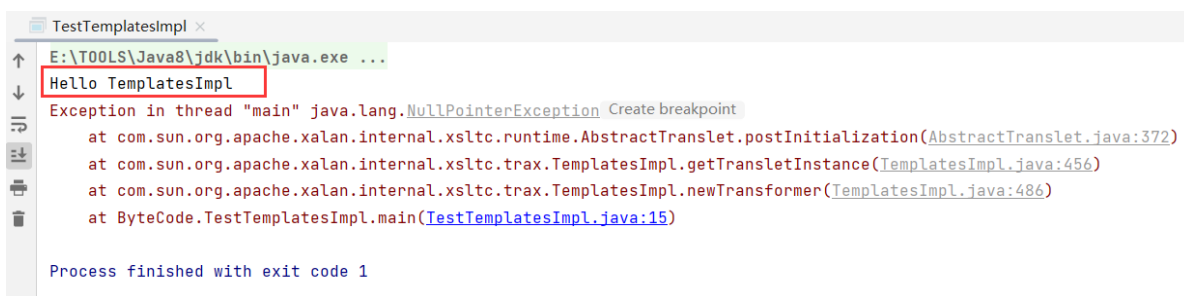 TestTemplatesImpl ×
E:\TOOLS\Java8\jdk\bin\java.exe ...
Hello TemplatesImpl
Exception in thread "main" java.lang.NullPointerException Create breakpoint
at com.sun.org.apache.xalan.internal.xsltc.runtime.AbstractTranslet.postInitialization(AbstractTranslet.java:372)
at com.sun.org.apache.xalan.internal.xsltc.trax.TemplatesImpl.getTransletInstance(TemplatesImpl.java:456)
at com.sun.org.apache.xalan.internal.xsltc.trax.TemplatesImpl.newTransformer(TemplatesImpl.java:486)
at ByteCode.TestTemplatesImpl.main(TestTemplatesImpl.java:15)
Process finished with exit code 1